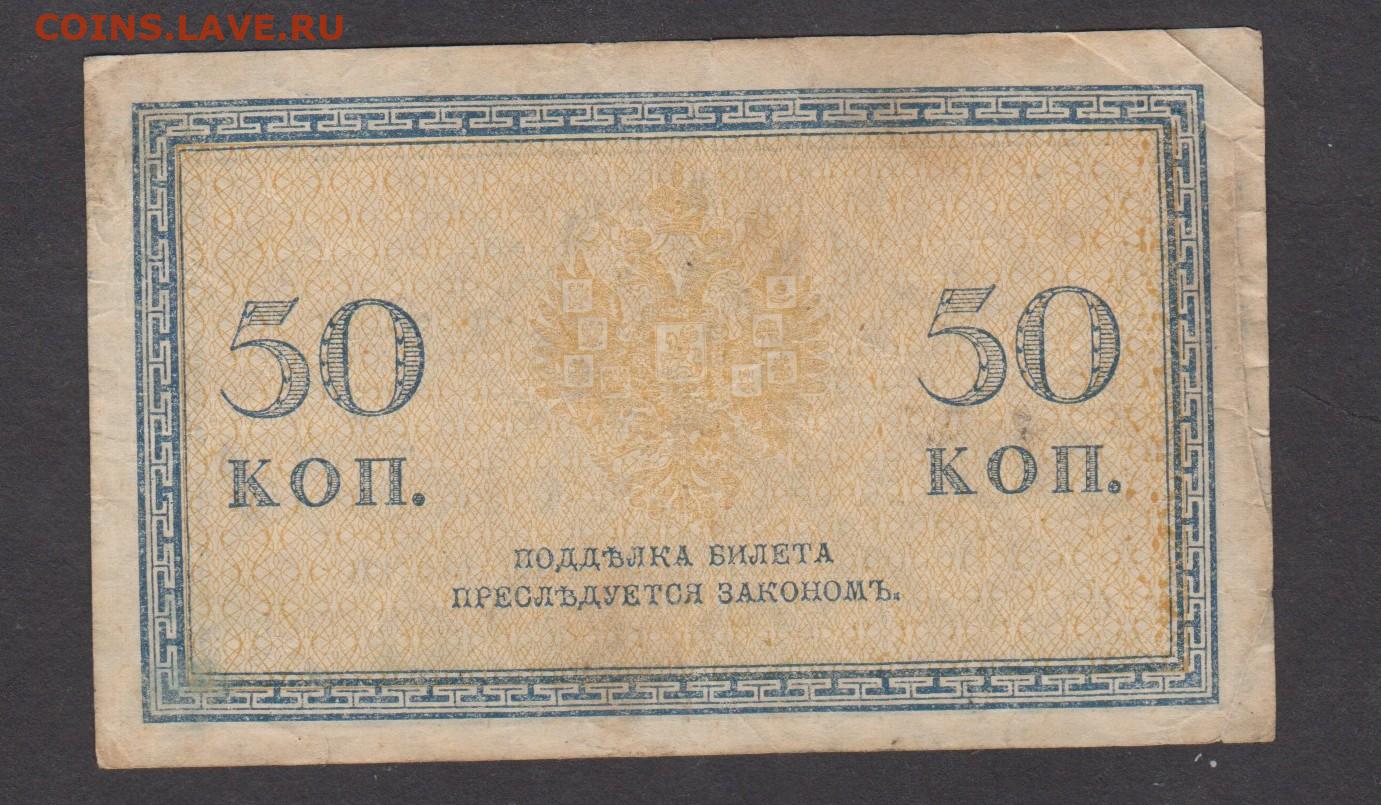 COINS.LAVE.RU
50 50
КОП. КОП.
ПОДДѢЛКА БИЛЕТА
ПРЕСЛѢДУЕТСЯ ЗАКОНОМЪ.